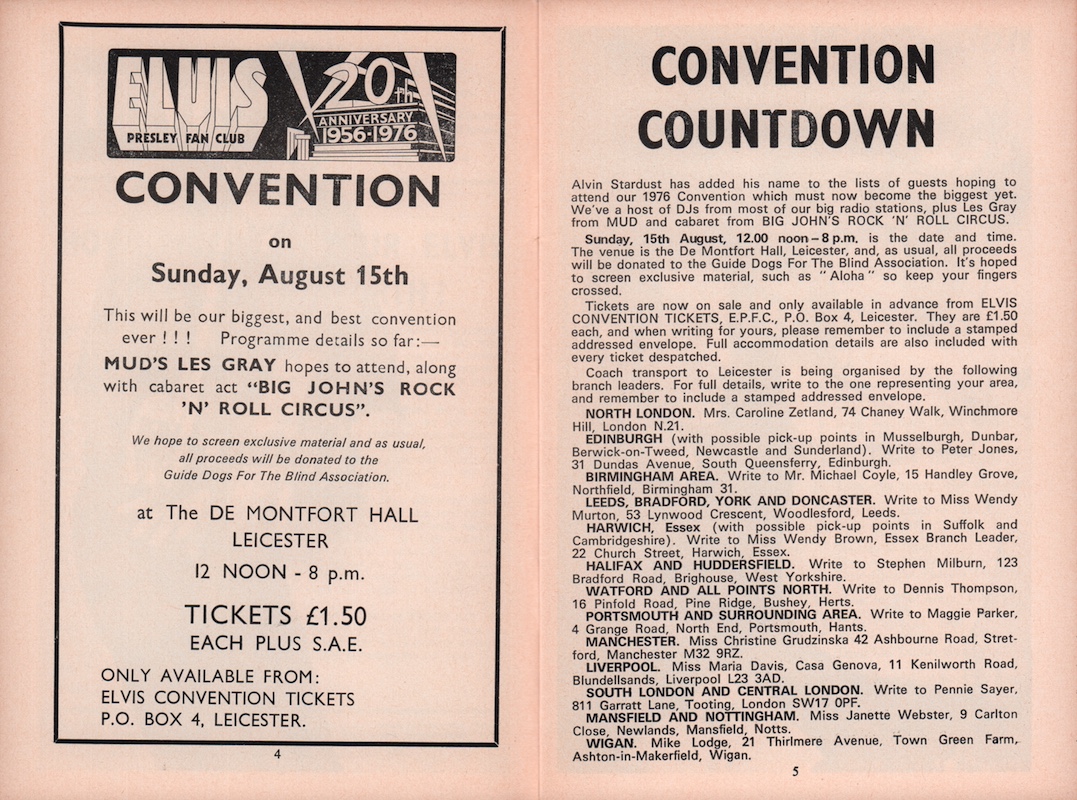 ELVIS
PRESLEY FAN CLUB
20th
ANNIVERSARY
1956-1976
CONVENTION
on
Sunday, August 15th
This will be our biggest, and best convention
ever ! ! ! Programme details so far:—
MUD'S LES GRAY hopes to attend, along
with cabaret act “BIG JOHN'S ROCK
'N' ROLL CIRCUS”.
We hope to screen exclusive material and as usual,
all proceeds will be donated to the
Guide Dogs For The Blind Association.
at The DE MONTFORT HALL
LEICESTER
12 NOON - 8 p.m.
TICKETS £1.50
EACH PLUS S.A.E.
ONLY AVAILABLE FROM:
ELVIS CONVENTION TICKETS
P.O. BOX 4, LEICESTER.
4
CONVENTION
COUNTDOWN
Alvin Stardust has added his name to the lists of guests hoping to
attend our 1976 Convention which must now become the biggest yet.
We've a host of DJs from most of our big radio stations, plus Les Gray
from MUD and cabaret from BIG JOHN'S ROCK 'N' ROLL CIRCUS.
Sunday, 15th August, 12.00 noon – 8 p.m. is the date and time.
The venue is the De Montfort Hall, Leicester, and, as usual, all proceeds
will be donated to the Guide Dogs For The Blind Association. It's hoped
to screen exclusive material, such as “Aloha” so keep your fingers
crossed.
Tickets are now on sale and only available in advance from ELVIS
CONVENTION TICKETS, E.P.F.C., P.O. Box 4, Leicester. They are £1.50
each, and when writing for yours, please remember to include a stamped
addressed envelope. Full accommodation details are also included with
every ticket despatched.
Coach transport to Leicester is being organised by the following
branch leaders. For full details, write to the one representing your area,
and remember to include a stamped addressed envelope.
NORTH LONDON. Mrs. Caroline Zetland, 74 Chaney Walk, Winchmore
Hill, London N.21.
EDINBURGH (with possible pick-up points in Musselburgh, Dunbar,
Berwick-on-Tweed, Newcastle and Sunderland). Write to Peter Jones,
31 Dundas Avenue, South Queensferry, Edinburgh.
BIRMINGHAM AREA. Write to Mr. Michael Coyle, 15 Handley Grove,
Northfield, Birmingham 31.
LEEDS, BRADFORD, YORK AND DONCASTER. Write to Miss Wendy
Murton, 53 Lynwood Crescent, Woodlesford, Leeds.
HARWICH, Essex (with possible pick-up points in Suffolk and
Cambridgeshire). Write to Miss Wendy Brown, Essex Branch Leader,
22 Church Street, Harwich, Essex.
HALIFAX AND HUDDERSFIELD. Write to Stephen Milburn, 123
Bradford Road, Brighouse, West Yorkshire.
WATFORD AND ALL POINTS NORTH. Write to Dennis Thompson,
16 Pinfold Road, Pine Ridge, Bushey, Herts.
PORTSMOUTH AND SURROUNDING AREA. Write to Maggie Parker,
4 Grange Road, North End, Portsmouth, Hants.
MANCHESTER. Miss Christine Grudzinska 42 Ashbourne Road, Stret-
ford, Manchester M32 9RZ.
LIVERPOOL. Miss Maria Davis, Casa Genova, 11 Kenilworth Road,
Blundellsands, Liverpool L23 3AD.
SOUTH LONDON AND CENTRAL LONDON. Write to Pennie Sayer,
811 Garratt Lane, Tooting, London SW17 0PF.
MANSFIELD AND NOTTINGHAM. Miss Janette Webster, 9 Carlton
Close, Newlands, Mansfield, Notts.
WIGAN. Mike Lodge, 21 Thirlmere Avenue, Town Green Farm,
Ashton-in-Makerfield, Wigan.
5